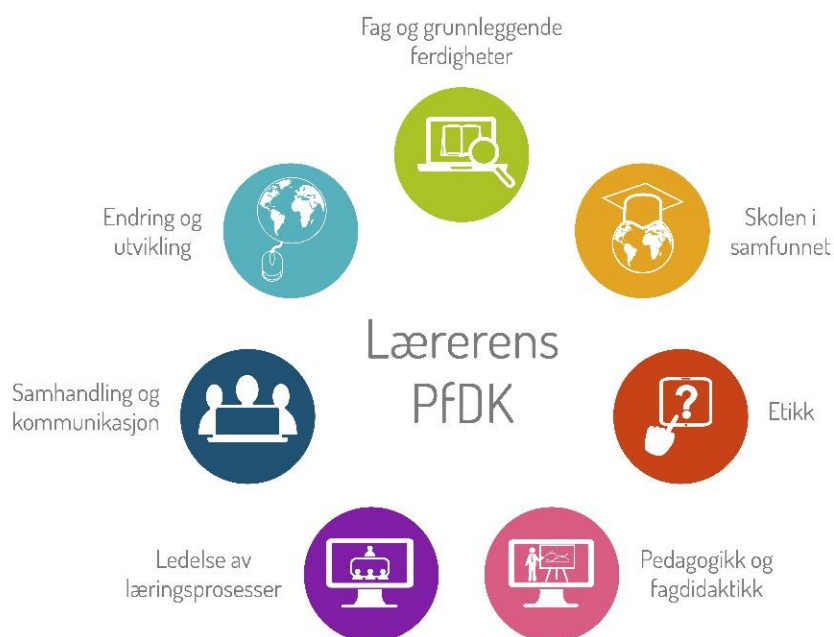 Fag og grunnleggende
ferdigheter
Skolen i
samfunnet
Etikk
Pedagogikk og
fagdidaktikk
Ledelse av
læringsprosesser
Samhandling og
kommunikasjon
Endring og
utvikling
Lærerens
PfDK
?